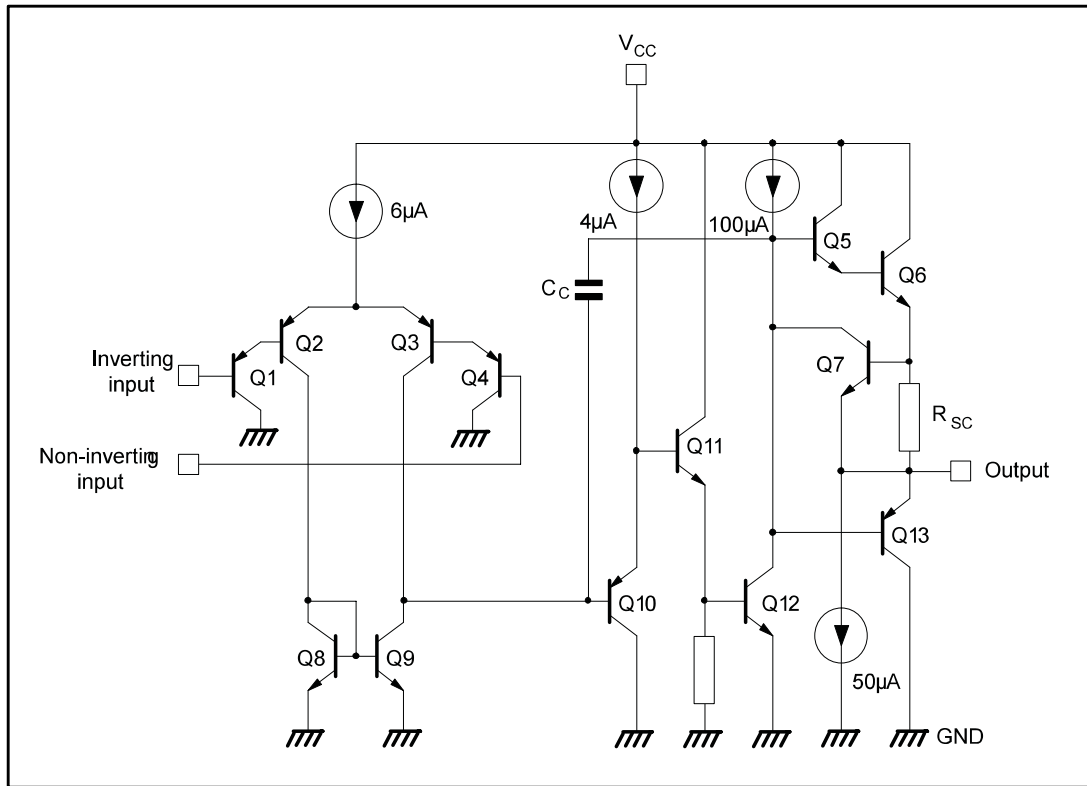 VCC
6µA
4µA
100µA
Q5
Q6
CC
Q2
Q3
Q7
Inverting
input
Q1
Q4
RSC
Non-inverting
input
Q11
Output
Q13
Q10
Q12
Q8
Q9
50µA
GND